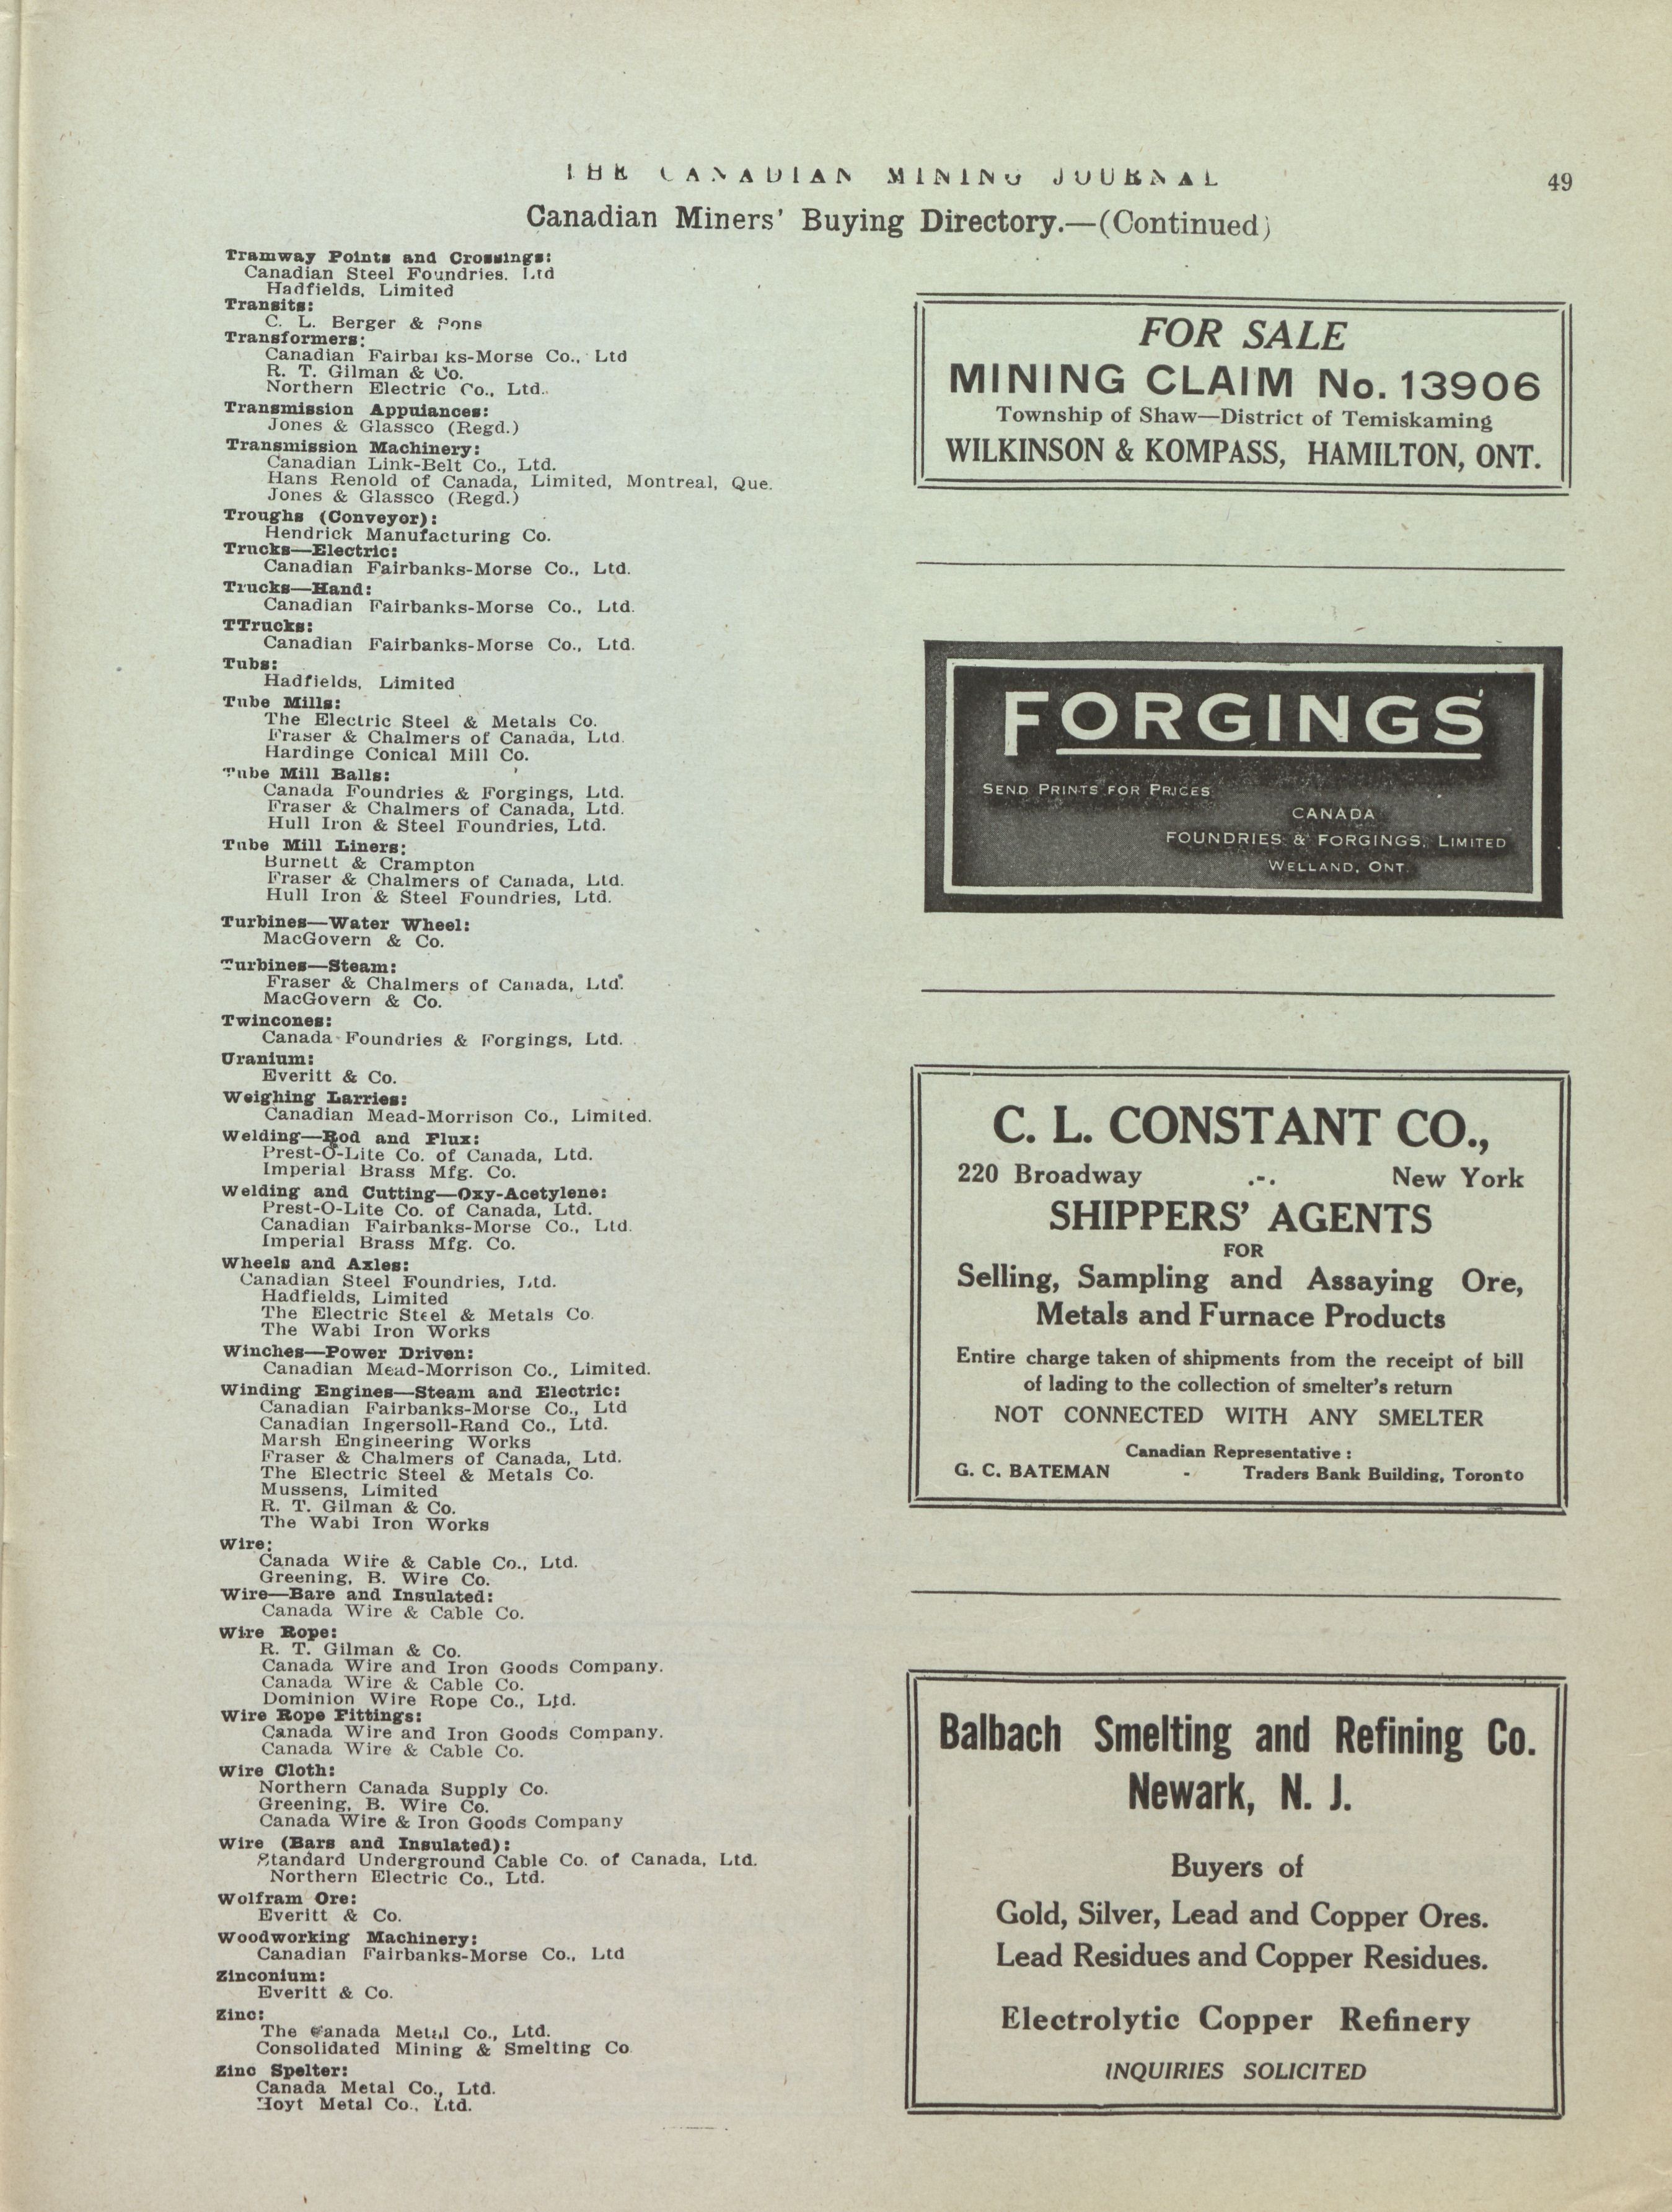 THE CANADIAN MINING JOURNAL 49
Canadian Miners' Buying Directory.—(Continued)
Tramway Points and Crossings:
Canadian Steel Foundries. Ltd
Hadfields, Limited
Transits:
C. L. Berger & Sons
Transformers:
Canadian Fairbanks-Morse Co., Ltd
R. T. Gilman & Co.
Northern Electric Co., Ltd.
Transmission Appuiances:
Jones & Glassco (Regd.)
Transmission Machinery:
Canadian Link-Belt Co., Ltd.
Hans Renold of Canada, Limited, Montreal, Que.
Jones & Glassco (Regd.)
Troughs (Conveyor):
Hendrick Manufacturing Co.
Trucks—Electric:
Canadian Fairbanks-Morse Co., Ltd.
Trucks—Hand:
Canadian Fairbanks-Morse Co., Ltd.
TTrucks:
Canadian Fairbanks-Morse Co., Ltd.
Tubs:
Hadfields, Limited
Tube Mills:
The Electric Steel & Metals Co.
Fraser & Chalmers of Canada, Ltd.
Hardinge Conical Mill Co.
Tube Mill Balls:
Canada Foundries & Forgings, Ltd.
Fraser & Chalmers of Canada, Ltd.
Hull Iron & Steel Foundries, Ltd.
Tube Mill Liners:
Burnett & Crampton
Fraser & Chalmers of Canada, Ltd.
Hull Iron & Steel Foundries, Ltd.
Turbines—Water Wheel:
MacGovern & Co.
Turbines—Steam:
Fraser & Chalmers of Canada, Ltd.
MacGovern & Co.
Twincones:
Canada Foundries & Forgings, Ltd.
Uranium:
Everitt & Co.
Weighing Larries:
Canadian Mead-Morrison Co., Limited.
Welding—Rod and Flux:
Prest-O-Lite Co. of Canada, Ltd.
Imperial Brass Mfg. Co.
Welding and Cutting—Oxy-Acetylene:
Prest-O-Lite Co. of Canada, Ltd.
Canadian Fairbanks-Morse Co., Ltd.
Imperial Brass Mfg. Co.
Wheels and Axles:
Canadian Steel Foundries, Ltd.
Hadfields, Limited
The Electric Steel & Metals Co.
The Wabi Iron Works
Winches—Power Driven:
Canadian Mead-Morrison Co., Limited.
Winding Engines—Steam and Electric:
Canadian Fairbanks-Morse Co., Ltd
Canadian Ingersoll-Rand Co., Ltd.
Marsh Engineering Works
Fraser & Chalmers of Canada, Ltd.
The Electric Steel & Metals Co.
Mussens, Limited
R. T. Gilman & Co.
The Wabi Iron Works
Wire:
Canada Wire & Cable Co., Ltd.
Greening, B. Wire Co.
Wire—Bare and Insulated:
Canada Wire & Cable Co.
Wire Rope:
R. T. Gilman & Co.
Canada Wire and Iron Goods Company.
Canada Wire & Cable Co.
Dominion Wire Rope Co., Ltd.
Wire Rope Fittings:
Canada Wire and Iron Goods Company.
Canada Wire & Cable Co.
Wire Cloth:
Northern Canada Supply Co.
Greening, B. Wire Co.
Canada Wire & Iron Goods Company
Wire (Bars and Insulated):
Standard Underground Cable Co. of Canada, Ltd.
Northern Electric Co., Ltd.
Wolfram Ore:
Everitt & Co.
Woodworking Machinery:
Canadian Fairbanks-Morse Co., Ltd
Zinconium:
Everitt & Co.
Zinc:
The Canada Metal Co., Ltd.
Consolidated Mining & Smelting Co
Zinc Spelter:
Canada Metal Co., Ltd.
Hoyt Metal Co., Ltd.
FOR SALE
MINING CLAIM No. 13906
Township of Shaw—District of Temiskaming
WILKINSON & KOMPASS, HAMILTON, ONT.
FORGINGS
SEND PRINTS FOR PRICES
CANADA
FOUNDRIES & FORGINGS, LIMITED
WELLAND, ONT.
C. L. CONSTANT CO.,
220 Broadway .-. New York
SHIPPERS' AGENTS
FOR
Selling, Sampling and Assaying Ore,
Metals and Furnace Products
Entire charge taken of shipments from the receipt of bill
of lading to the collection of smelter's return
NOT CONNECTED WITH ANY SMELTER
Canadian Representative :
G. C. BATEMAN - Traders Bank Building, Toronto
Balbach Smelting and Refining Co.
Newark, N. J.
Buyers of
Gold, Silver, Lead and Copper Ores.
Lead Residues and Copper Residues.
Electrolytic Copper Refinery
INQUIRIES SOLICITED